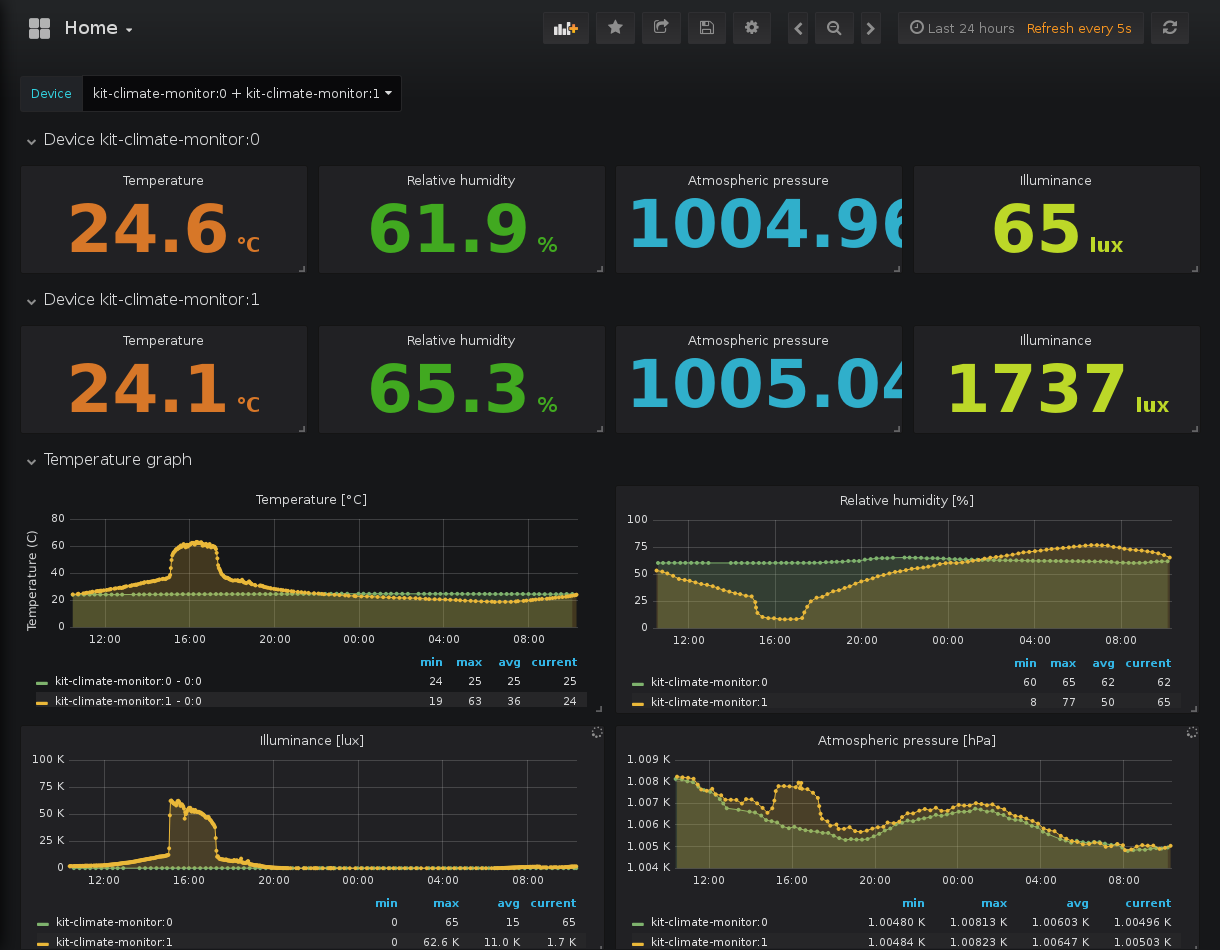 Home
Last 24 hours Refresh every 5s
Device kit-climate-monitor:0 + kit-climate-monitor:1
Device kit-climate-monitor:0
Temperature Relative humidity Atmospheric pressure Illuminance
24.6 °C 61.9 % 1004.96 65 lux
Device kit-climate-monitor:1
Temperature Relative humidity Atmospheric pressure Illuminance
24.1 °C 65.3 % 1005.04 1737 lux
Temperature graph
Temperature [°C]
Temperature (C)
80
60
40
20
0
12:00 16:00 20:00 00:00 04:00 08:00
min max avg current
kit-climate-monitor:0 - 0:0 24 25 25 25
kit-climate-monitor:1 - 0:0 19 63 36 24
Relative humidity [%]
100
75
50
25
0
12:00 16:00 20:00 00:00 04:00 08:00
min max avg current
kit-climate-monitor:0 60 65 62 62
kit-climate-monitor:1 8 77 50 65
Illuminance [lux]
100 K
75 K
50 K
25 K
0
12:00 16:00 20:00 00:00 04:00 08:00
min max avg current
kit-climate-monitor:0 0 65 15 65
kit-climate-monitor:1 0 62.6 K 11.0 K 1.7 K
Atmospheric pressure [hPa]
1.009 K
1.008 K
1.007 K
1.006 K
1.005 K
1.004 K
12:00 16:00 20:00 00:00 04:00 08:00
min max avg current
kit-climate-monitor:0 1.00480 K 1.00813 K 1.00603 K 1.00496 K
kit-climate-monitor:1 1.00484 K 1.00823 K 1.00647 K 1.00503 K